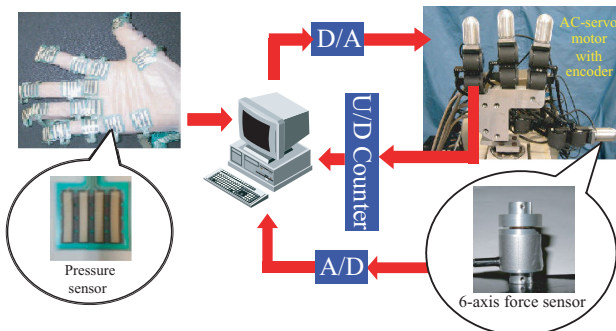 D/A
AC-servo
motor
with
encoder
U/D Counter
Pressure
sensor
A/D
6-axis force sensor